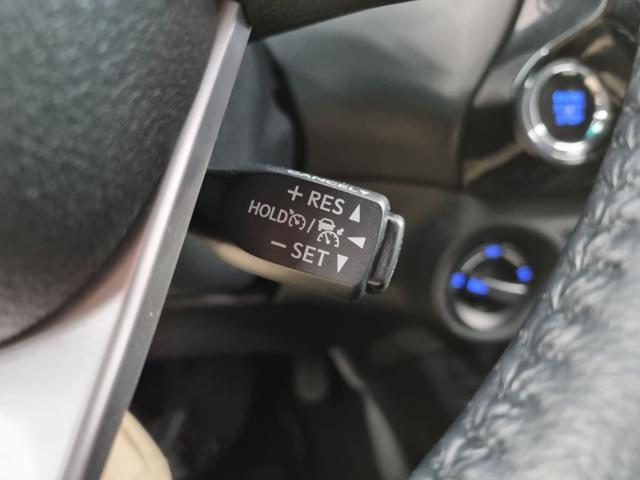 CANCEL
+ RES
HOLD /
− SET